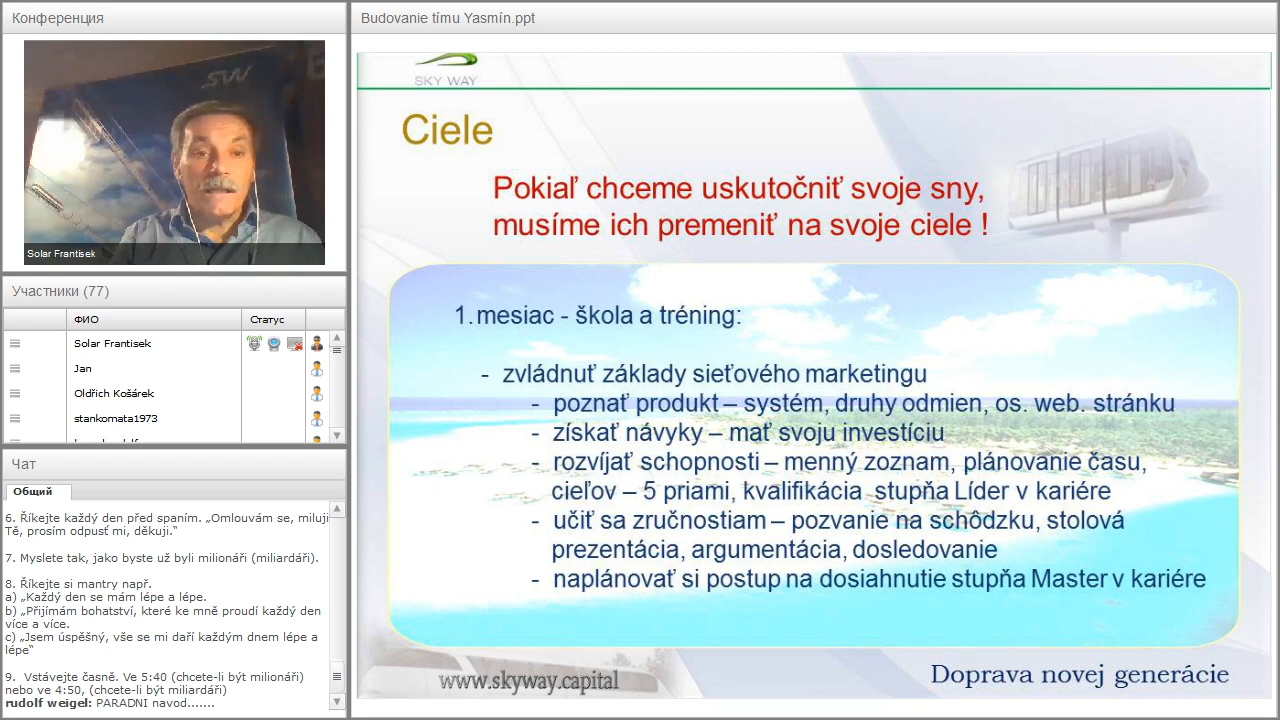 Конференция
SW
Solar Frantisek
Участники (77)
ФИО
Статус
Solar Frantisek
Jan
Oldřich Košárek
stankomata1973
Чат
Общий
6. Říkejte každý den před spaním. „Omlouvám se, miluji
Tě, prosím odpusť mi, děkuji.“
7. Myslete tak, jako byste už byli milionáři (miliardáři).
8. Říkejte si mantry např.
a) „Každý den se mám lépe a lépe.
b) „Přijímám bohatství, které ke mně proudí každý den
více a více.
c) „Jsem úspěšný, vše se mi daří každým dnem lépe a
lépe“
9. Vstávejte časně. Ve 5:40 (chcete-li být milionáři)
nebo ve 4:50, (chcete-li být miliardáři)
rudolf weigel: PARADNI navod.......
Budovanie tímu Yasmín.ppt
SKY WAY
Ciele
Pokiaľ chceme uskutočniť svoje sny,
musíme ich premeniť na svoje ciele !
1. mesiac - škola a tréning:
- zvládnuť základy sieťového marketingu
- poznať produkt – systém, druhy odmien, os. web. stránku
- získať návyky – mať svoju investíciu
- rozvíjať schopnosti – menný zoznam, plánovanie času,
cieľov – 5 priami, kvalifikácia stupňa Líder v kariére
- učiť sa zručnostiam – pozvanie na schôdzku, stolová
prezentácia, argumentácia, dosledovanie
- naplánovať si postup na dosiahnutie stupňa Master v kariére
www.skyway.capital
Doprava novej generácie